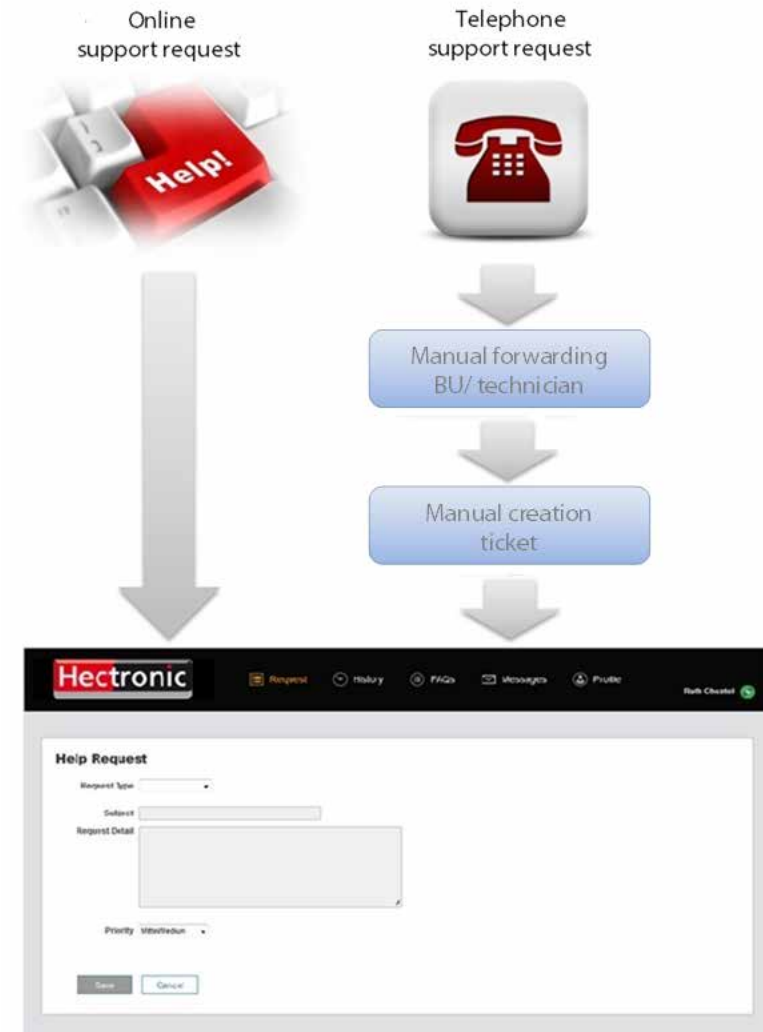 Online
support request
Telephone
support request
Help!
Manual forwarding
BU/ technician
Manual creation
ticket
Hectronic
Request
History
FAQs
Messages
Profile
Help Request
Request Type
Subject
Request Detail
Priority
Save
Cancel